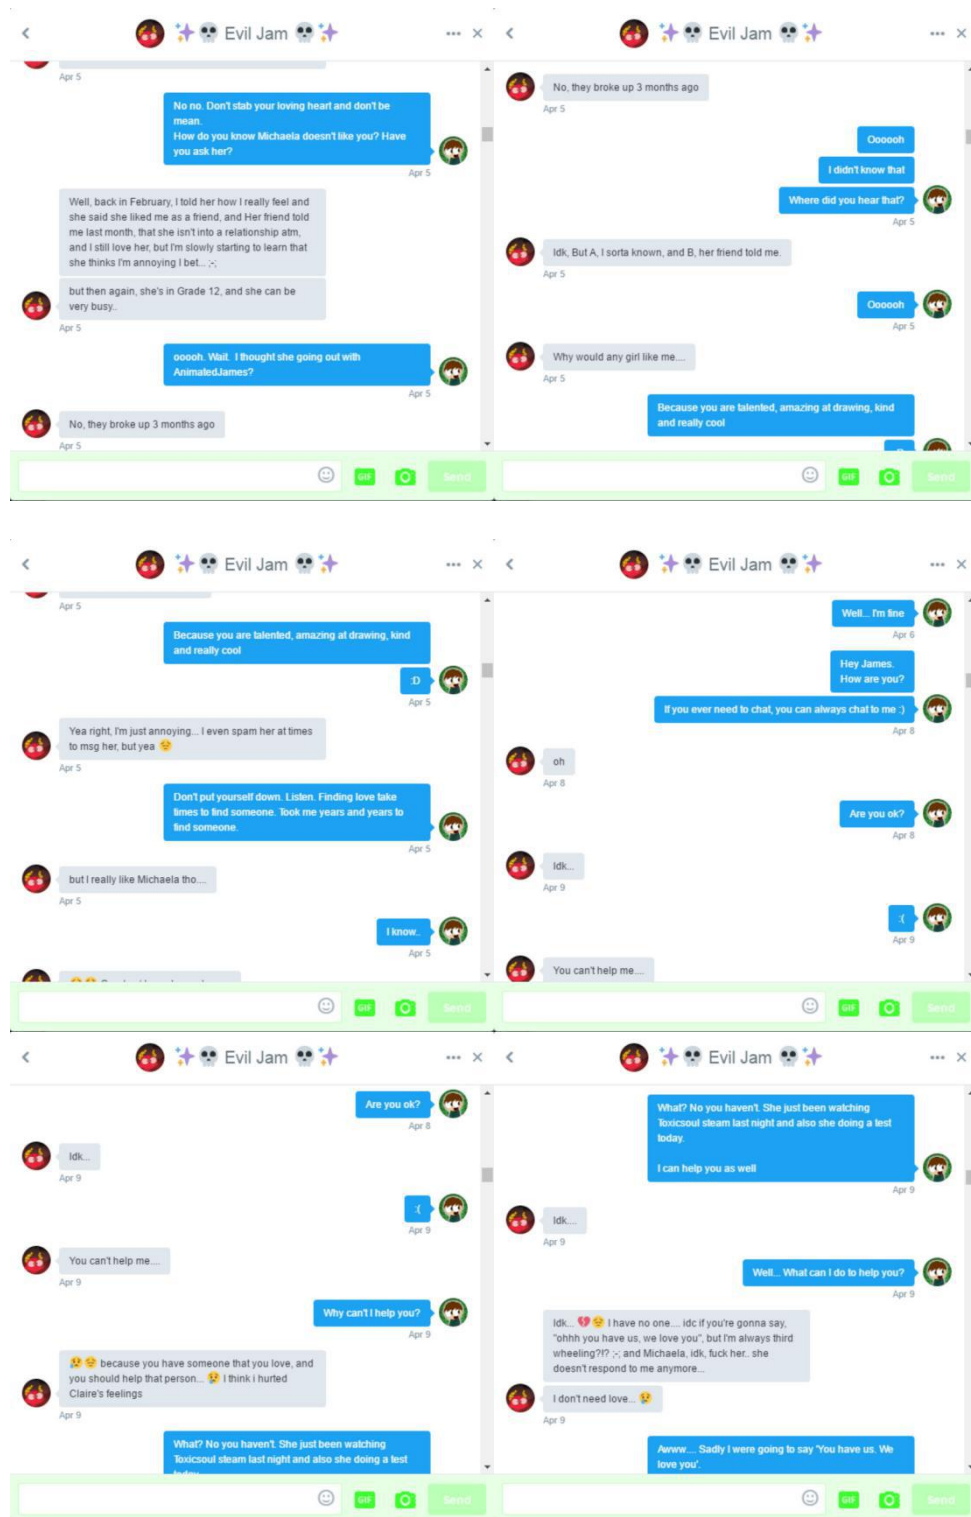 ✨💀 Evil Jam 💀✨
Apr 5
No no. Don't stab your loving heart and don't be
mean.
How do you know Michaela doesn't like you? Have
you ask her?
Apr 5
Well, back in February, I told her how I really feel and
she said she liked me as a friend, and Her friend told
me last month, that she isn't into a relationship atm,
and I still love her, but I'm slowly starting to learn that
she thinks I'm annoying I bet... ;-;
but then again, she's in Grade 12, and she can be
very busy..
Apr 5
ooooh. Wait. I thought she going out with
AnimatedJames?
Apr 5
No, they broke up 3 months ago
Apr 5
GIF
Send
✨💀 Evil Jam 💀✨
No, they broke up 3 months ago
Apr 5
Oooooh
I didn't know that
Where did you hear that?
Apr 5
Idk, But A, I sorta known, and B, her friend told me.
Apr 5
Oooooh
Apr 5
Why would any girl like me....
Apr 5
Because you are talented, amazing at drawing, kind
and really cool
GIF
Send
✨💀 Evil Jam 💀✨
Apr 5
Because you are talented, amazing at drawing, kind
and really cool
:D
Apr 5
Yea right, I'm just annoying... I even spam her at times
to msg her, but yea 😟
Apr 5
Don't put yourself down. Listen. Finding love take
times to find someone. Took me years and years to
find someone.
Apr 5
but I really like Michaela tho....
Apr 5
I know..
Apr 5
GIF
Send
✨💀 Evil Jam 💀✨
Well... I'm fine
Apr 6
Hey James.
How are you?
If you ever need to chat, you can always chat to me :)
Apr 8
oh
Apr 8
Are you ok?
Apr 8
Idk...
Apr 9
:(
Apr 9
You can't help me....
GIF
Send
✨💀 Evil Jam 💀✨
Are you ok?
Apr 8
Idk...
Apr 9
:(
Apr 9
You can't help me....
Apr 9
Why can't I help you?
Apr 9
😢😟 because you have someone that you love, and
you should help that person... 😢 I think i hurted
Claire's feelings
Apr 9
What? No you haven't. She just been watching
Toxicsoul steam last night and also she doing a test
today.
GIF
Send
✨💀 Evil Jam 💀✨
What? No you haven't. She just been watching
Toxicsoul steam last night and also she doing a test
today.
I can help you as well
Apr 9
Idk....
Apr 9
Well... What can I do to help you?
Apr 9
Idk... 💔😟 I have no one.... idc if you're gonna say,
"ohhh you have us, we love you", but I'm always third
wheeling?!? ;-; and Michaela, idk, fuck her.. she
doesn't respond to me anymore...
I don't need love... 😢
Apr 9
Awww.... Sadly I were going to say 'You have us. We
love you'.
GIF
Send